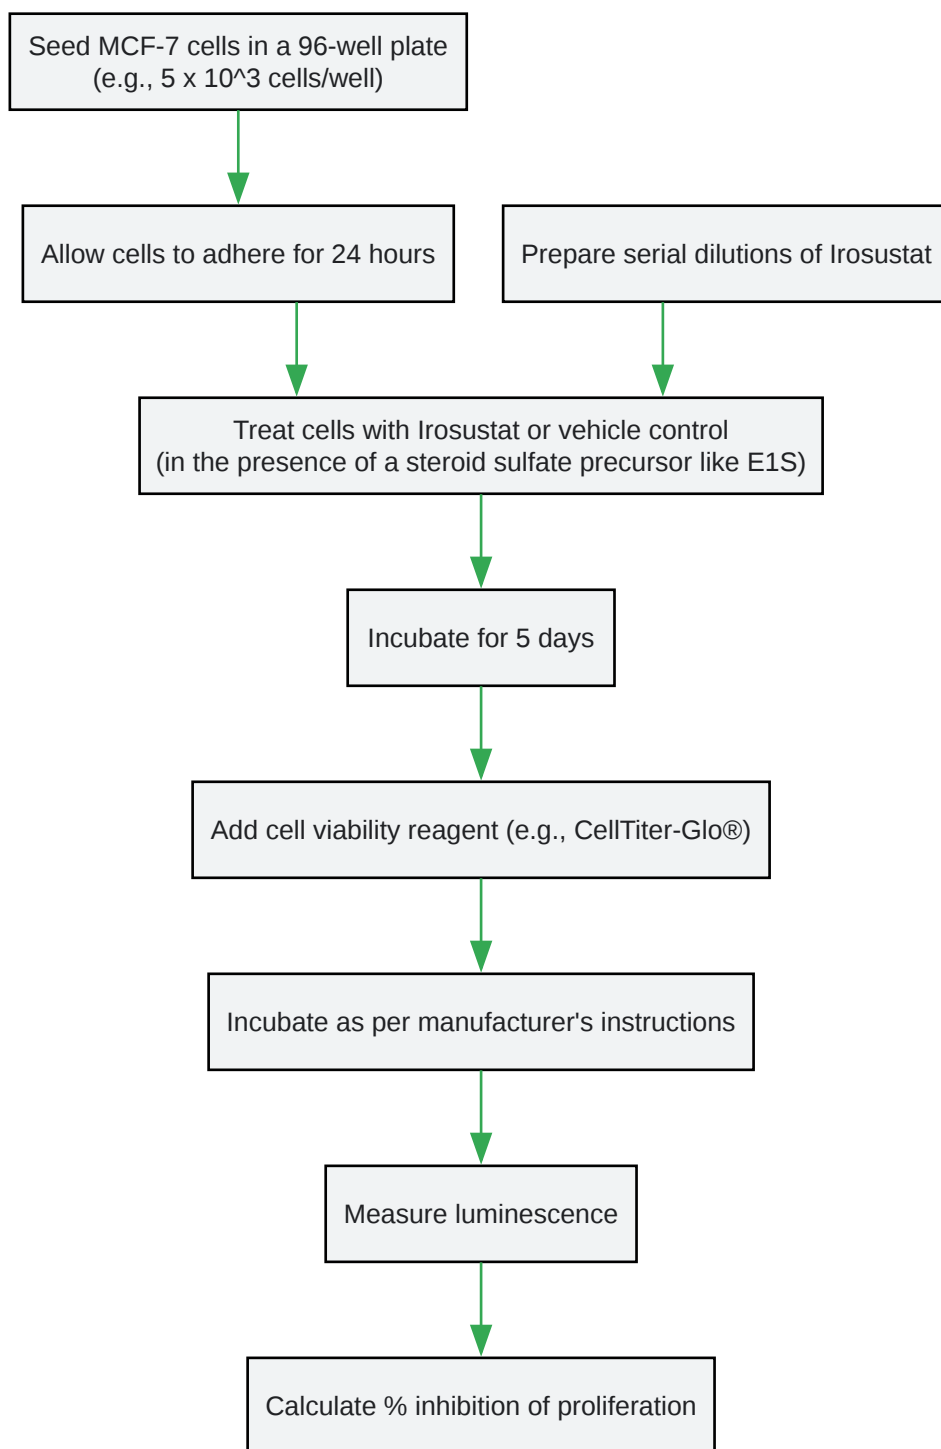 Seed MCF-7 cells in a 96-well plate
(e.g., 5 x 10^3 cells/well)
Allow cells to adhere for 24 hours
Prepare serial dilutions of Irosustat
Treat cells with Irosustat or vehicle control
(in the presence of a steroid sulfate precursor like E1S)
Incubate for 5 days
Add cell viability reagent (e.g., CellTiter-Glo®)
Incubate as per manufacturer's instructions
Measure luminescence
Calculate % inhibition of proliferation